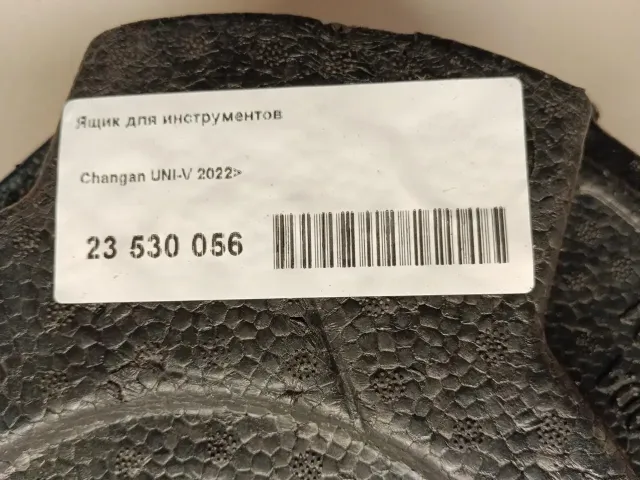 Ящик для инструментов
Changan UNI-V 2022>
23 530 056